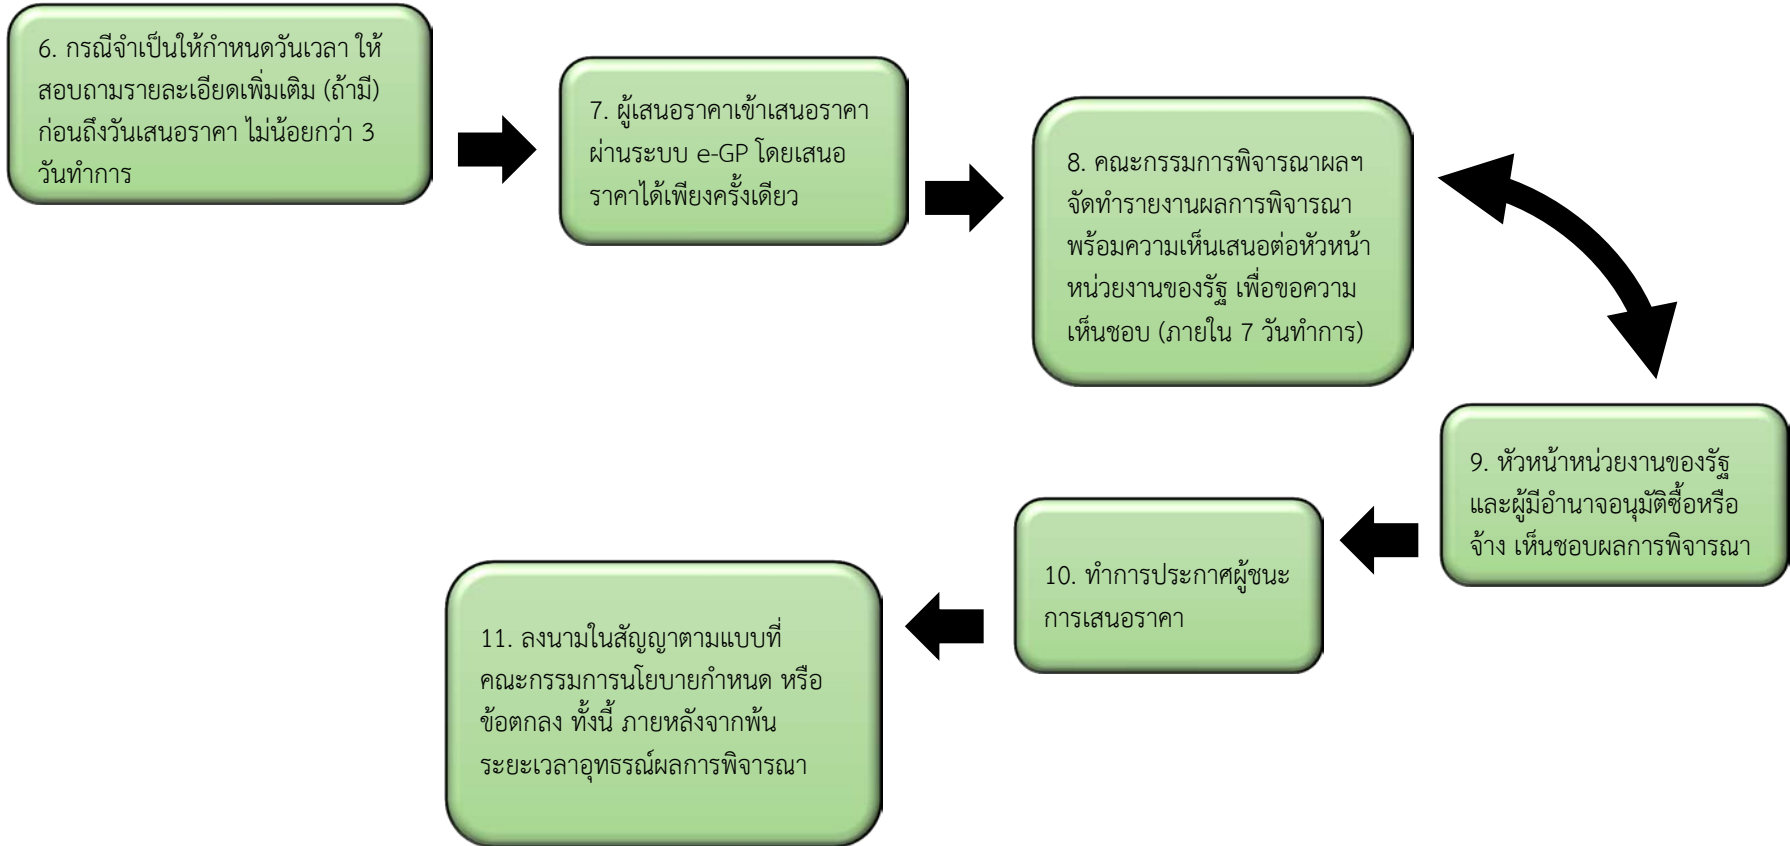 6. กรณีจำเป็นให้กำหนดวันเวลา ให้
สอบถามรายละเอียดเพิ่มเติม (ถ้ามี)
ก่อนถึงวันเสนอราคา ไม่น้อยกว่า 3
วันทำการ
7. ผู้เสนอราคาเข้าเสนอราคา
ผ่านระบบ e-GP โดยเสนอ
ราคาได้เพียงครั้งเดียว
8. คณะกรรมการพิจารณาผลฯ
จัดทำรายงานผลการพิจารณา
พร้อมความเห็นเสนอต่อหัวหน้า
หน่วยงานของรัฐ เพื่อขอความ
เห็นชอบ (ภายใน 7 วันทำการ)
9. หัวหน้าหน่วยงานของรัฐ
และผู้มีอำนาจอนุมัติซื้อหรือ
จ้าง เห็นชอบผลการพิจารณา
10. ทำการประกาศผู้ชนะ
การเสนอราคา
11. ลงนามในสัญญาตามแบบที่
คณะกรรมการนโยบายกำหนด หรือ
ข้อตกลง ทั้งนี้ ภายหลังจากพ้น
ระยะเวลาอุทธรณ์ผลการพิจารณา